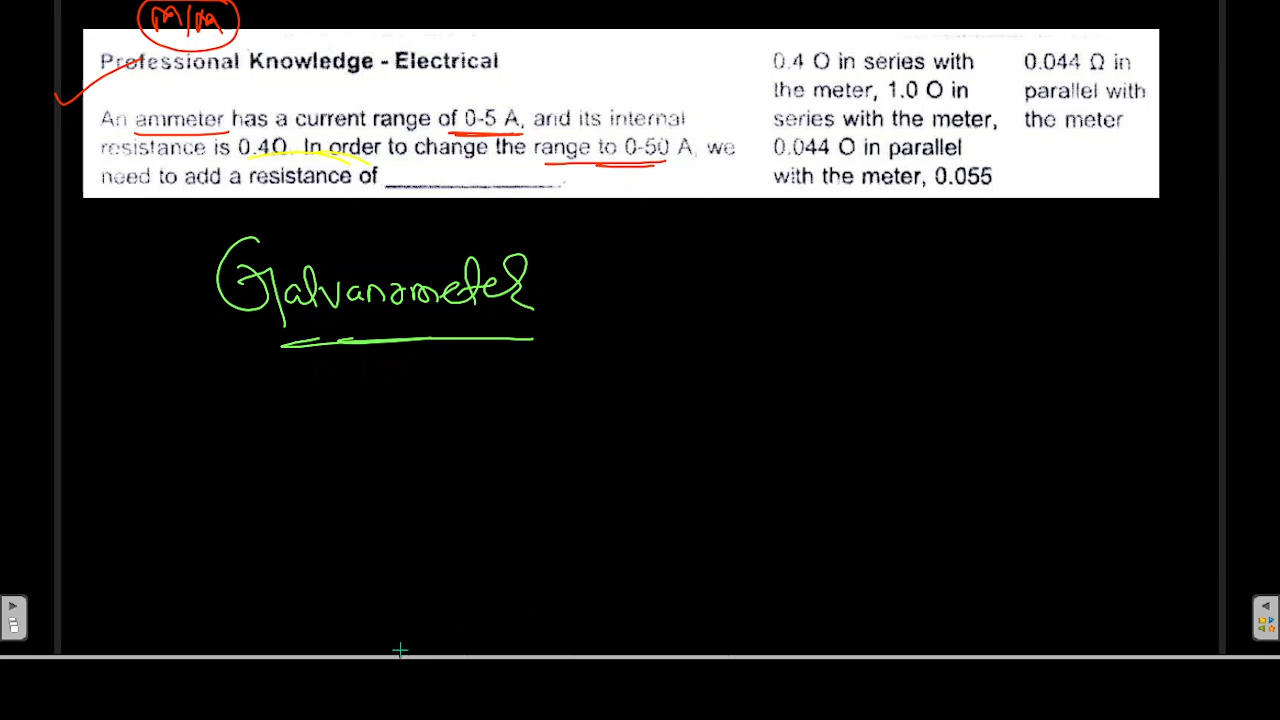 m/m
Professional Knowledge - Electrical
An ammeter has a current range of 0-5 A, and its internal
resistance is 0.4O. In order to change the range to 0-50 A, we
need to add a resistance of ______________.
0.4 O in series with
the meter, 1.0 O in
series with the meter,
0.044 O in parallel
with the meter, 0.055
0.044 Ω in
parallel with
the meter
Galvanometer